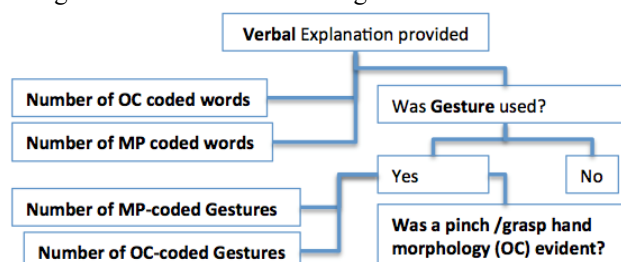 Verbal Explanation provided
Number of OC coded words
Was Gesture used?
Number of MP coded words
Yes
No
Number of MP-coded Gestures
Was a pinch /grasp hand
morphology (OC) evident?
Number of OC-coded Gestures